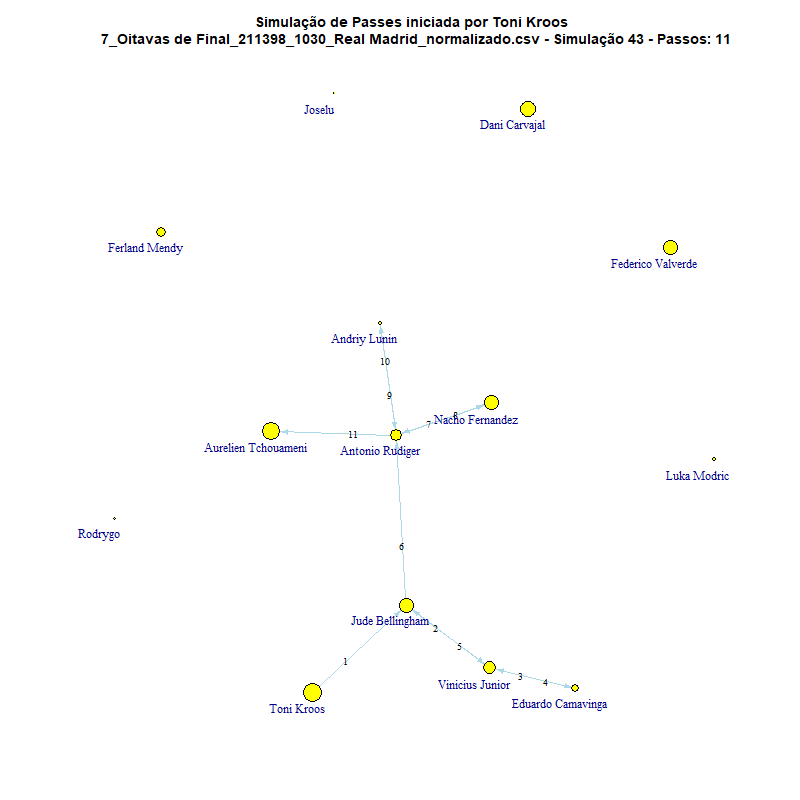 Simulação de Passes iniciada por Toni Kroos
7_Oitavas de Final_211398_1030_Real Madrid_normalizado.csv - Simulação 43 - Passos: 11
Joselu
Dani Carvajal
Ferland Mendy
Federico Valverde
Andriy Lunin
10
9
8
7
Nacho Fernandez
11
Aurelien Tchouameni
Antonio Rudiger
Luka Modric
Rodrygo
6
Jude Bellingham
2
5
1
3
4
Vinicius Junior
Eduardo Camavinga
Toni Kroos